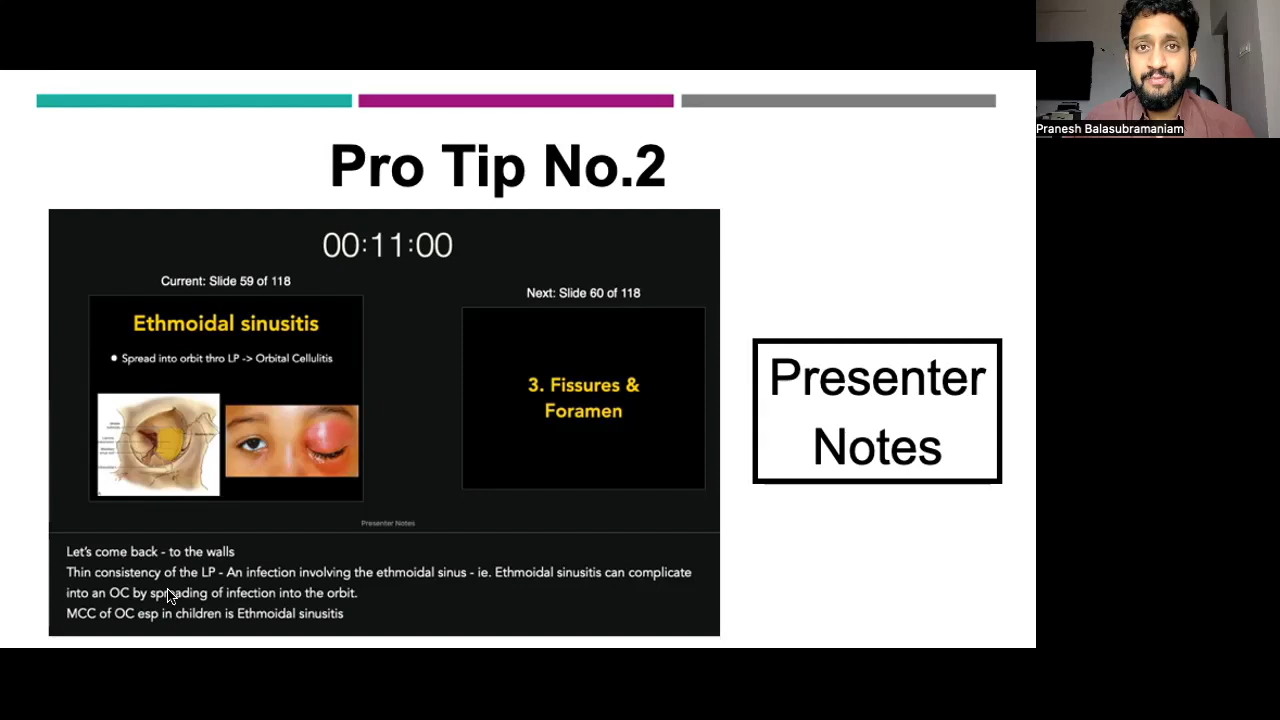 Pranesh Balasubramaniam
Pro Tip No.2
00:11:00
Current: Slide 59 of 118
Next: Slide 60 of 118
Ethmoidal sinusitis
Spread into orbit thro LP -> Orbital Cellulitis
3. Fissures &
Foramen
Presenter
Notes
Presenter Notes
Let's come back - to the walls
Thin consistency of the LP - An infection involving the ethmoidal sinus - ie. Ethmoidal sinusitis can complicate
into an OC by spreading of infection into the orbit.
MCC of OC esp in children is Ethmoidal sinusitis